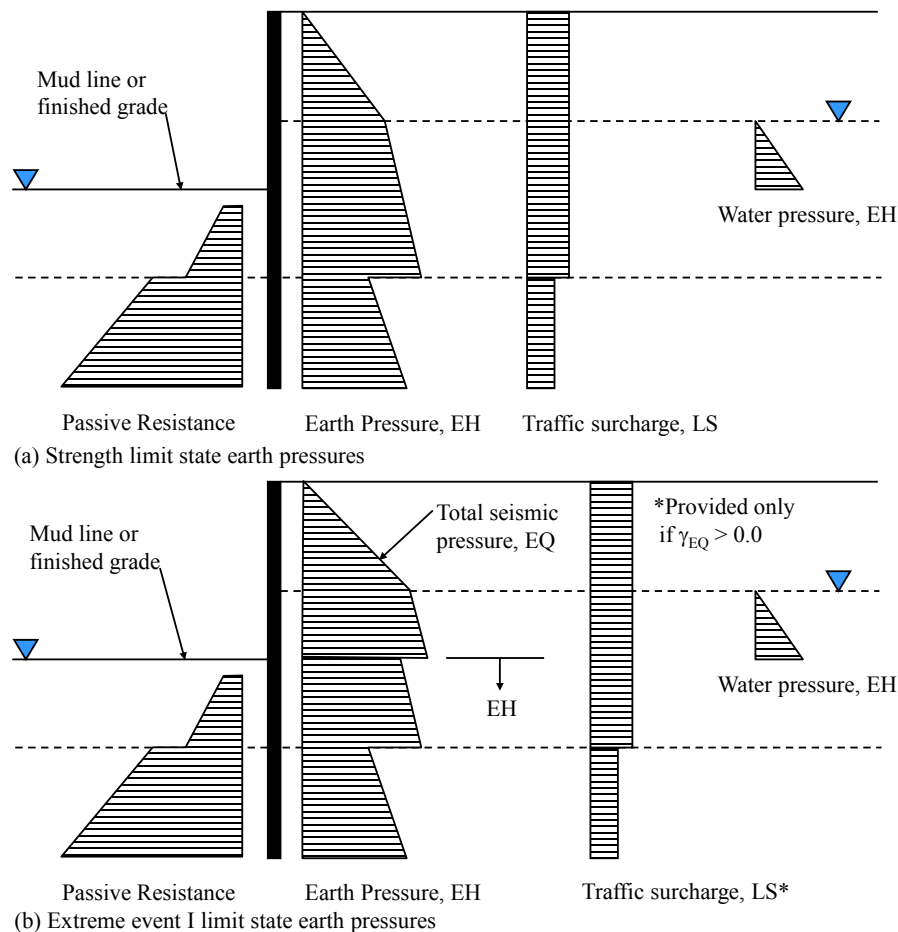 Mud line or
finished grade
Water pressure, EH
Passive Resistance
Earth Pressure, EH
Traffic surcharge, LS
(a) Strength limit state earth pressures
Mud line or
finished grade
Total seismic
pressure, EQ
*Provided only
if γEQ > 0.0
EH
Water pressure, EH
Passive Resistance
Earth Pressure, EH
Traffic surcharge, LS*
(b) Extreme event I limit state earth pressures